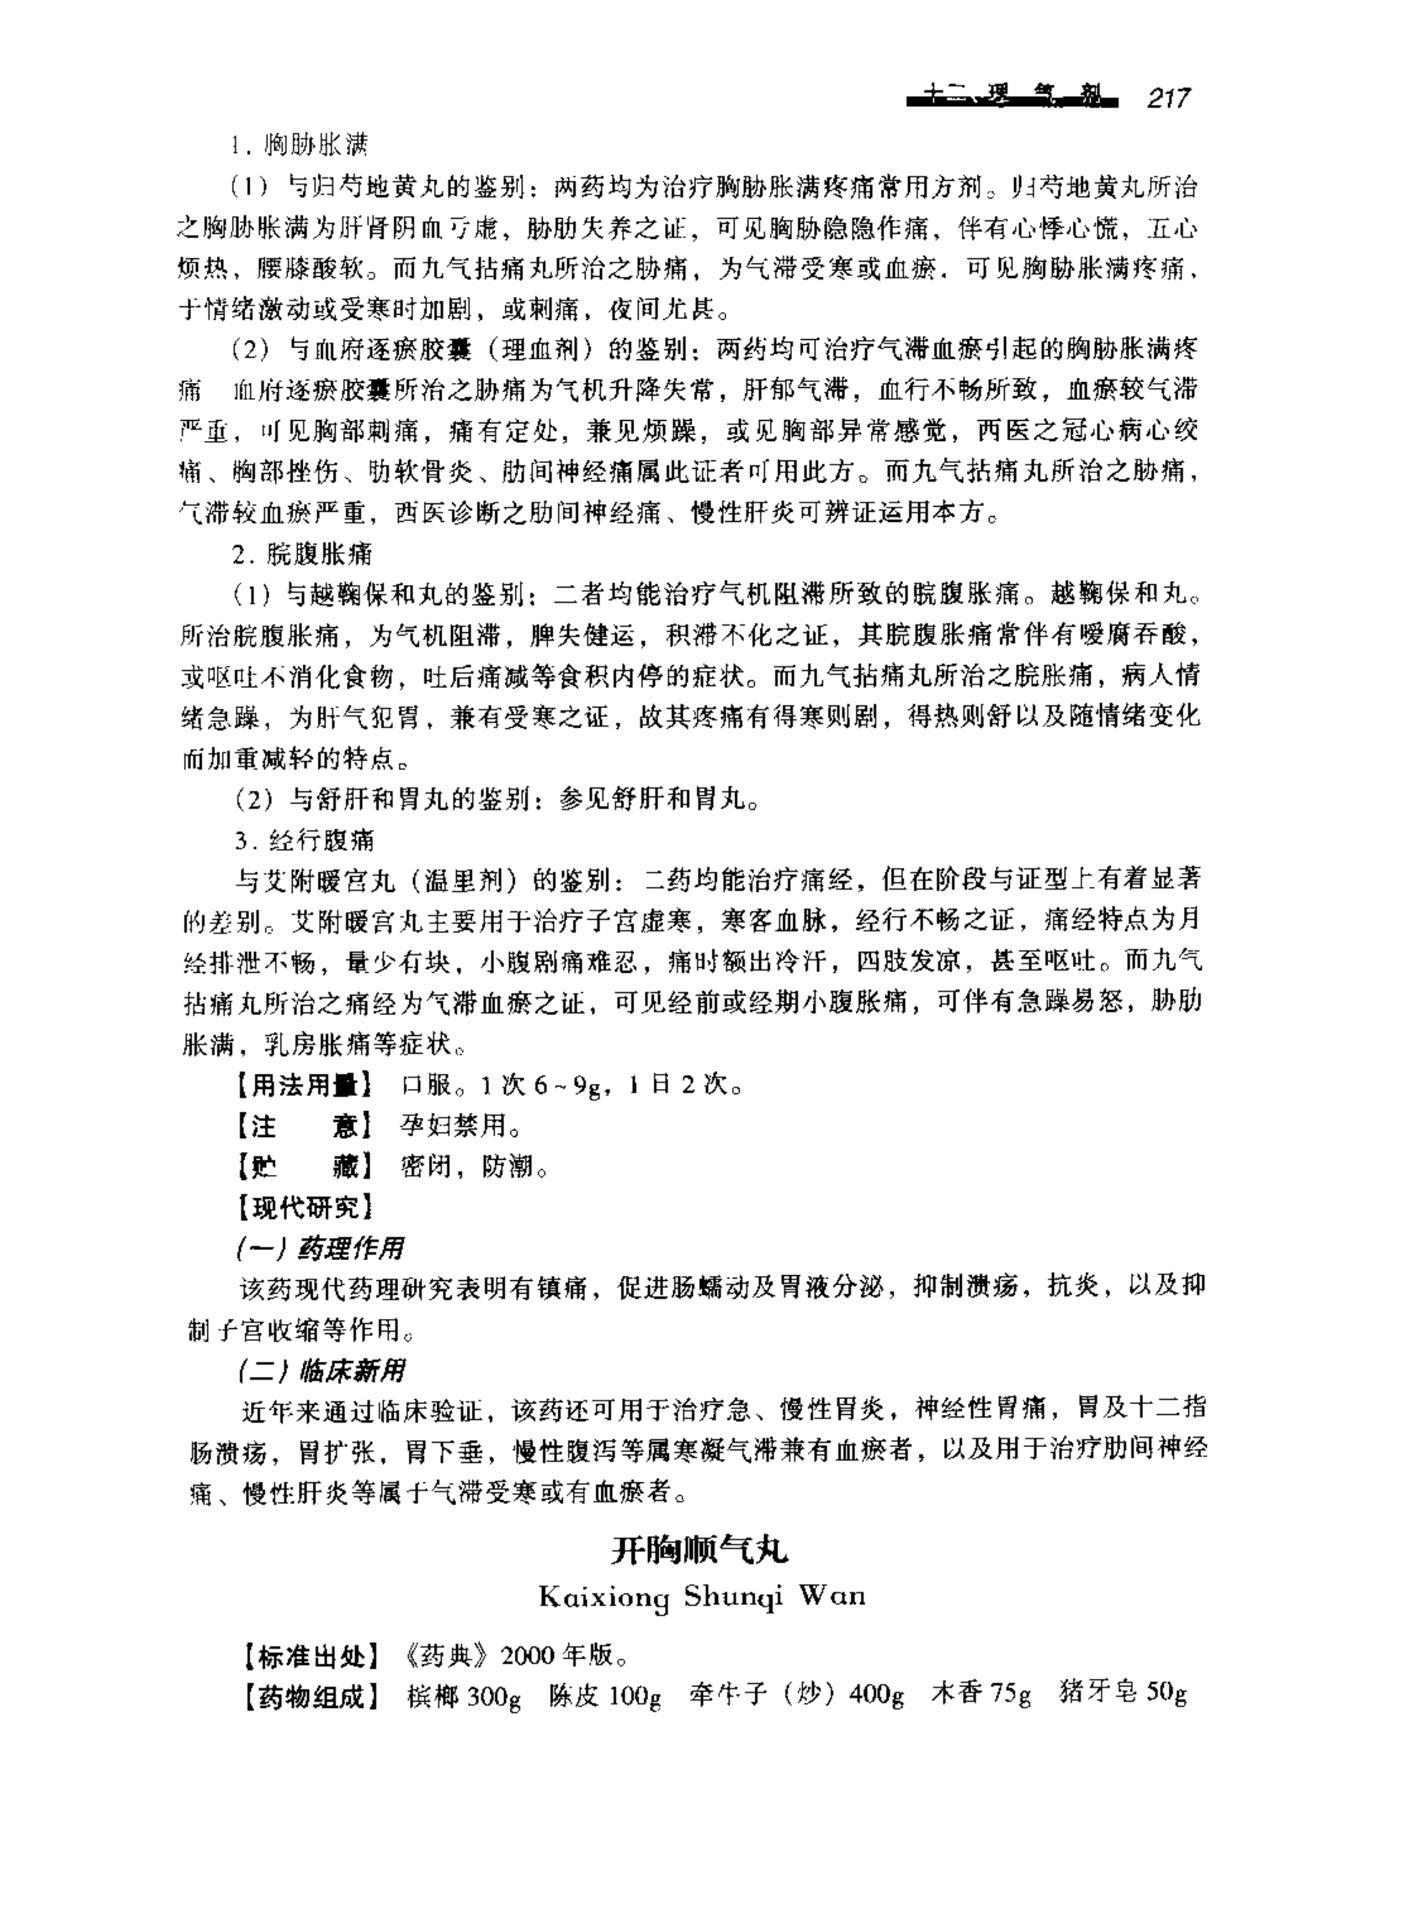 十二、理气剂 217
1. 胸胁胀满
(1) 与归芍地黄丸的鉴别：两药均为治疗胸胁胀满疼痛常用方剂。归芍地黄丸所治
之胸胁胀满为肝肾阴血亏虚，胁肋失养之证，可见胸胁隐隐作痛，伴有心悸心慌，五心
烦热，腰膝酸软。而九气拈痛丸所治之胁痛，为气滞受寒或血瘀．可见胸胁胀满疼痛，
于情绪激动或受寒时加剧，或刺痛，夜间尤甚。
(2) 与血府逐瘀胶囊（理血剂）的鉴别：两药均可治疗气滞血瘀引起的胸胁胀满疼
痛 血府逐瘀胶囊所治之胁痛为气机升降失常，肝郁气滞，血行不畅所致，血瘀较气滞
严重，可见胸部刺痛，痛有定处，兼见烦躁，或见胸部异常感觉，西医之冠心病心绞
痛、胸部挫伤、肋软骨炎、肋间神经痛属此证者可用此方。而九气拈痛丸所治之胁痛，
气滞较血瘀严重，西医诊断之肋间神经痛、慢性肝炎可辨证运用本方。
2. 脘腹胀痛
(1) 与越鞠保和丸的鉴别：二者均能治疗气机阻滞所致的脘腹胀痛。越鞠保和丸。
所治脘腹胀痛，为气机阻滞，脾失健运，积滞不化之证，其脘腹胀痛常伴有嗳腐吞酸，
或呕吐不消化食物，吐后痛减等食积内停的症状。而九气拈痛丸所治之脘胀痛，病人情
绪急躁，为肝气犯胃，兼有受寒之证，故其疼痛有得寒则剧，得热则舒以及随情绪变化
而加重减轻的特点。
(2) 与舒肝和胃丸的鉴别：参见舒肝和胃丸。
3. 经行腹痛
与艾附暖宫丸（温里剂）的鉴别：二药均能治疗痛经，但在阶段与证型上有着显著
的差别。艾附暖宫丸主要用于治疗子宫虚寒，寒客血脉，经行不畅之证，痛经特点为月
经排泄不畅，量少有块，小腹剧痛难忍，痛时额出冷汗，四肢发凉，甚至呕吐。而九气
拈痛丸所治之痛经为气滞血瘀之证，可见经前或经期小腹胀痛，可伴有急躁易怒，胁肋
胀满，乳房胀痛等症状。
【用法用量】 口服。1 次 6～9g，1 日 2 次。
【注 意】 孕妇禁用。
【贮 藏】 密闭，防潮。
【现代研究】
(一) 药理作用
该药现代药理研究表明有镇痛，促进肠蠕动及胃液分泌，抑制溃疡，抗炎，以及抑
制子宫收缩等作用。
(二) 临床新用
近年来通过临床验证，该药还可用于治疗急、慢性胃炎，神经性胃痛，胃及十二指
肠溃疡，胃扩张，胃下垂，慢性腹泻等属寒凝气滞兼有血瘀者，以及用于治疗肋间神经
痛、慢性肝炎等属于气滞受寒或有血瘀者。
开胸顺气丸
Kaixiong Shunqi Wan
【标准出处】 《药典》2000 年版。
【药物组成】 槟榔 300g 陈皮 100g 牵牛子（炒）400g 木香 75g 猪牙皂 50g